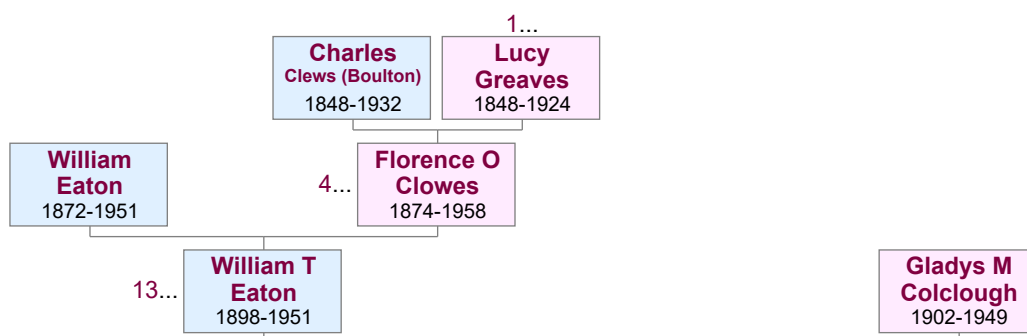 1...
Charles
Clews (Boulton)
1848-1932
Lucy
Greaves
1848-1924
William
Eaton
1872-1951
4...
Florence O
Clowes
1874-1958
13...
William T
Eaton
1898-1951
Gladys M
Colclough
1902-1949